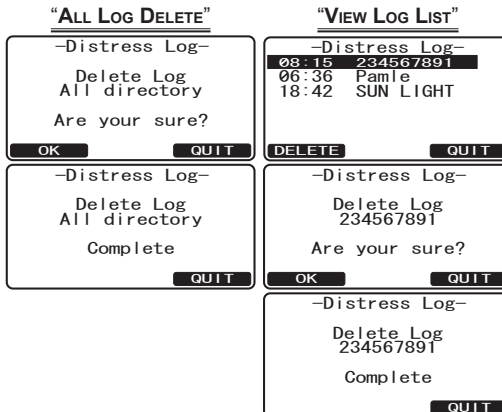 “ALL LOG DELETE”
–Distress Log–
Delete Log
All directory
Are your sure?
OK QUIT
–Distress Log–
Delete Log
All directory
Complete
QUIT
“VIEW LOG LIST”
–Distress Log–
08:15 234567891
06:36 Pamle
18:42 SUN LIGHT
DELETE QUIT
–Distress Log–
Delete Log
234567891
Are your sure?
OK QUIT
–Distress Log–
Delete Log
234567891
Complete
QUIT